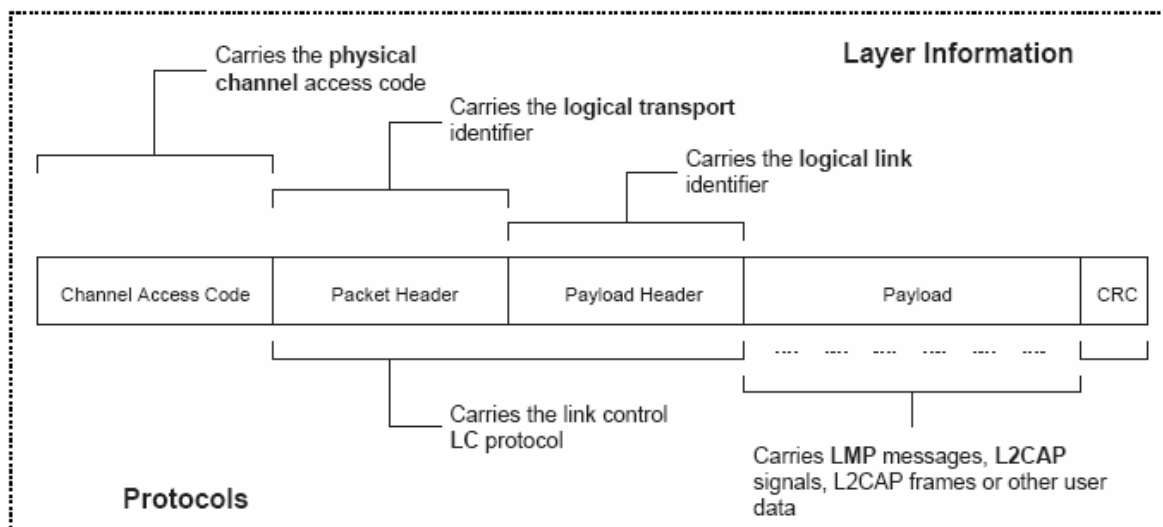 Layer Information
Carries the physical
channel access code
Carries the logical transport
identifier
Carries the logical link
identifier
Channel Access Code
Packet Header
Payload Header
Payload
CRC
Carries the link control
LC protocol
Carries LMP messages, L2CAP
signals, L2CAP frames or other user
data
Protocols